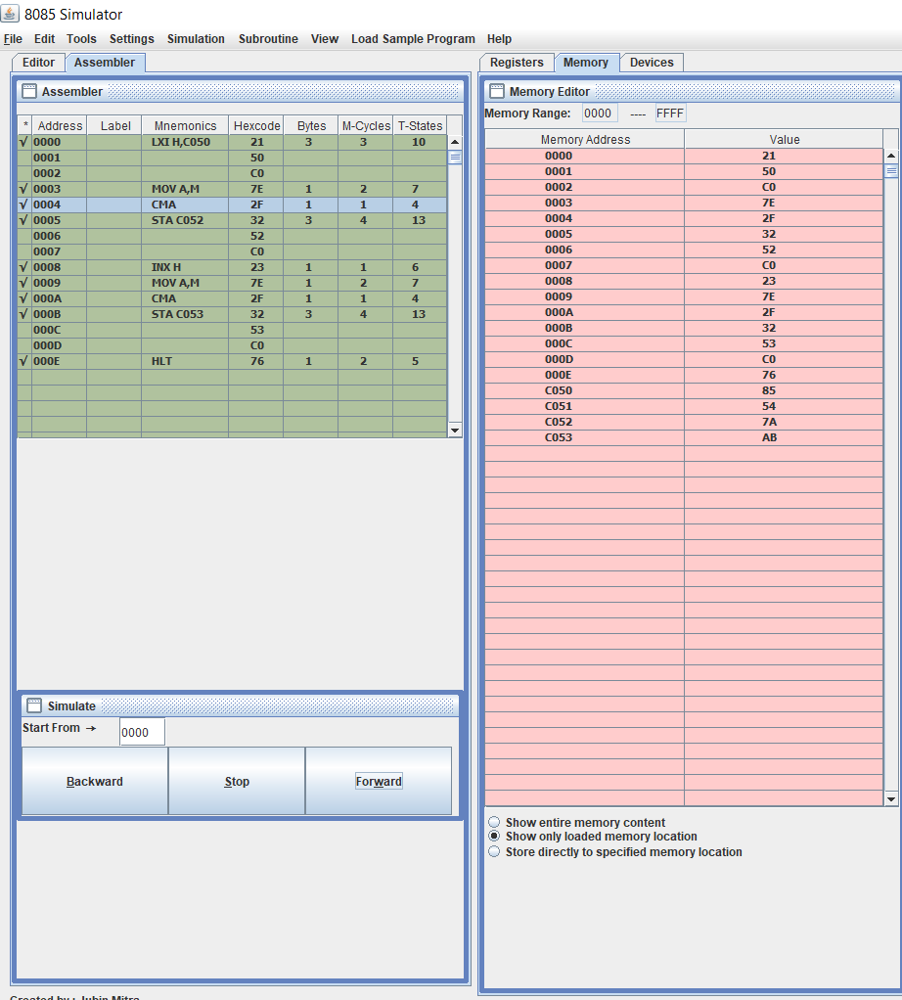 8085 Simulator
File Edit Tools Settings Simulation Subroutine View Load Sample Program Help
Editor Assembler
Assembler
* Address Label Mnemonics Hexcode Bytes M-Cycles T-States
√ 0000 LXI H,C050 21 3 3 10
0001 50
0002 C0
√ 0003 MOV A,M 7E 1 2 7
√ 0004 CMA 2F 1 1 4
√ 0005 STA C052 32 3 4 13
0006 52
0007 C0
√ 0008 INX H 23 1 1 6
√ 0009 MOV A,M 7E 1 2 7
√ 000A CMA 2F 1 1 4
√ 000B STA C053 32 3 4 13
000C 53
000D C0
√ 000E HLT 76 1 2 5
Simulate
Start From → 0000
Backward Stop Forward
Registers Memory Devices
Memory Editor
Memory Range: 0000 ---- FFFF
Memory Address Value
0000 21
0001 50
0002 C0
0003 7E
0004 2F
0005 32
0006 52
0007 C0
0008 23
0009 7E
000A 2F
000B 32
000C 53
000D C0
000E 76
C050 85
C051 54
C052 7A
C053 AB
Show entire memory content
Show only loaded memory location
Store directly to specified memory location
Created by : Jubin Mitra